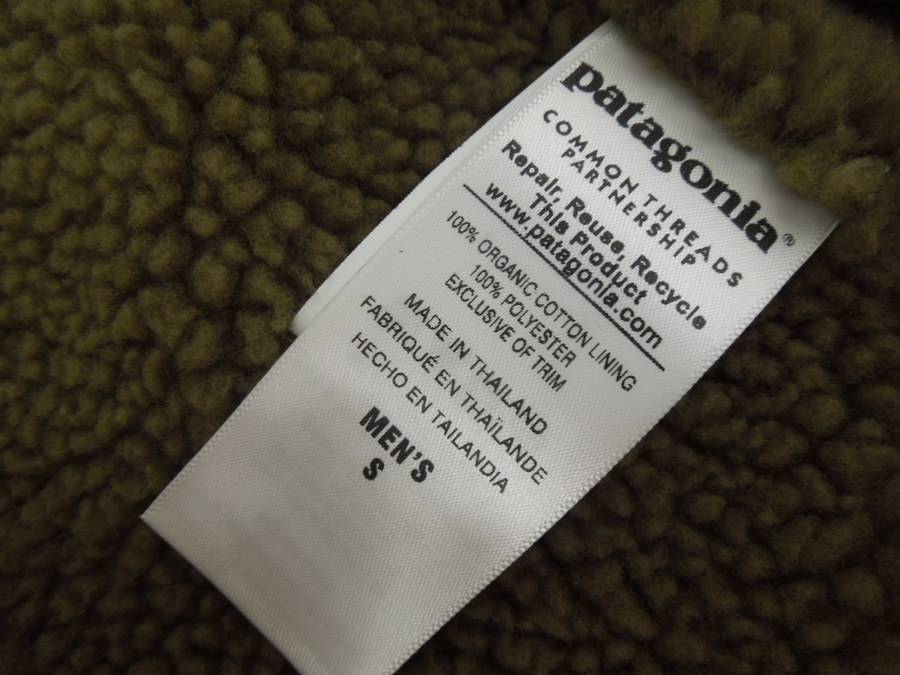 patagonia®
COMMON THREADS
PARTNERSHIP
Repair, Reuse, Recycle
This Product
www.patagonia.com
100% ORGANIC COTTON LINING
100% POLYESTER
EXCLUSIVE OF TRIM
MADE IN THAILAND
FABRIQUÉ EN THAÏLANDE
HECHO EN TAILANDIA
MEN'S
S